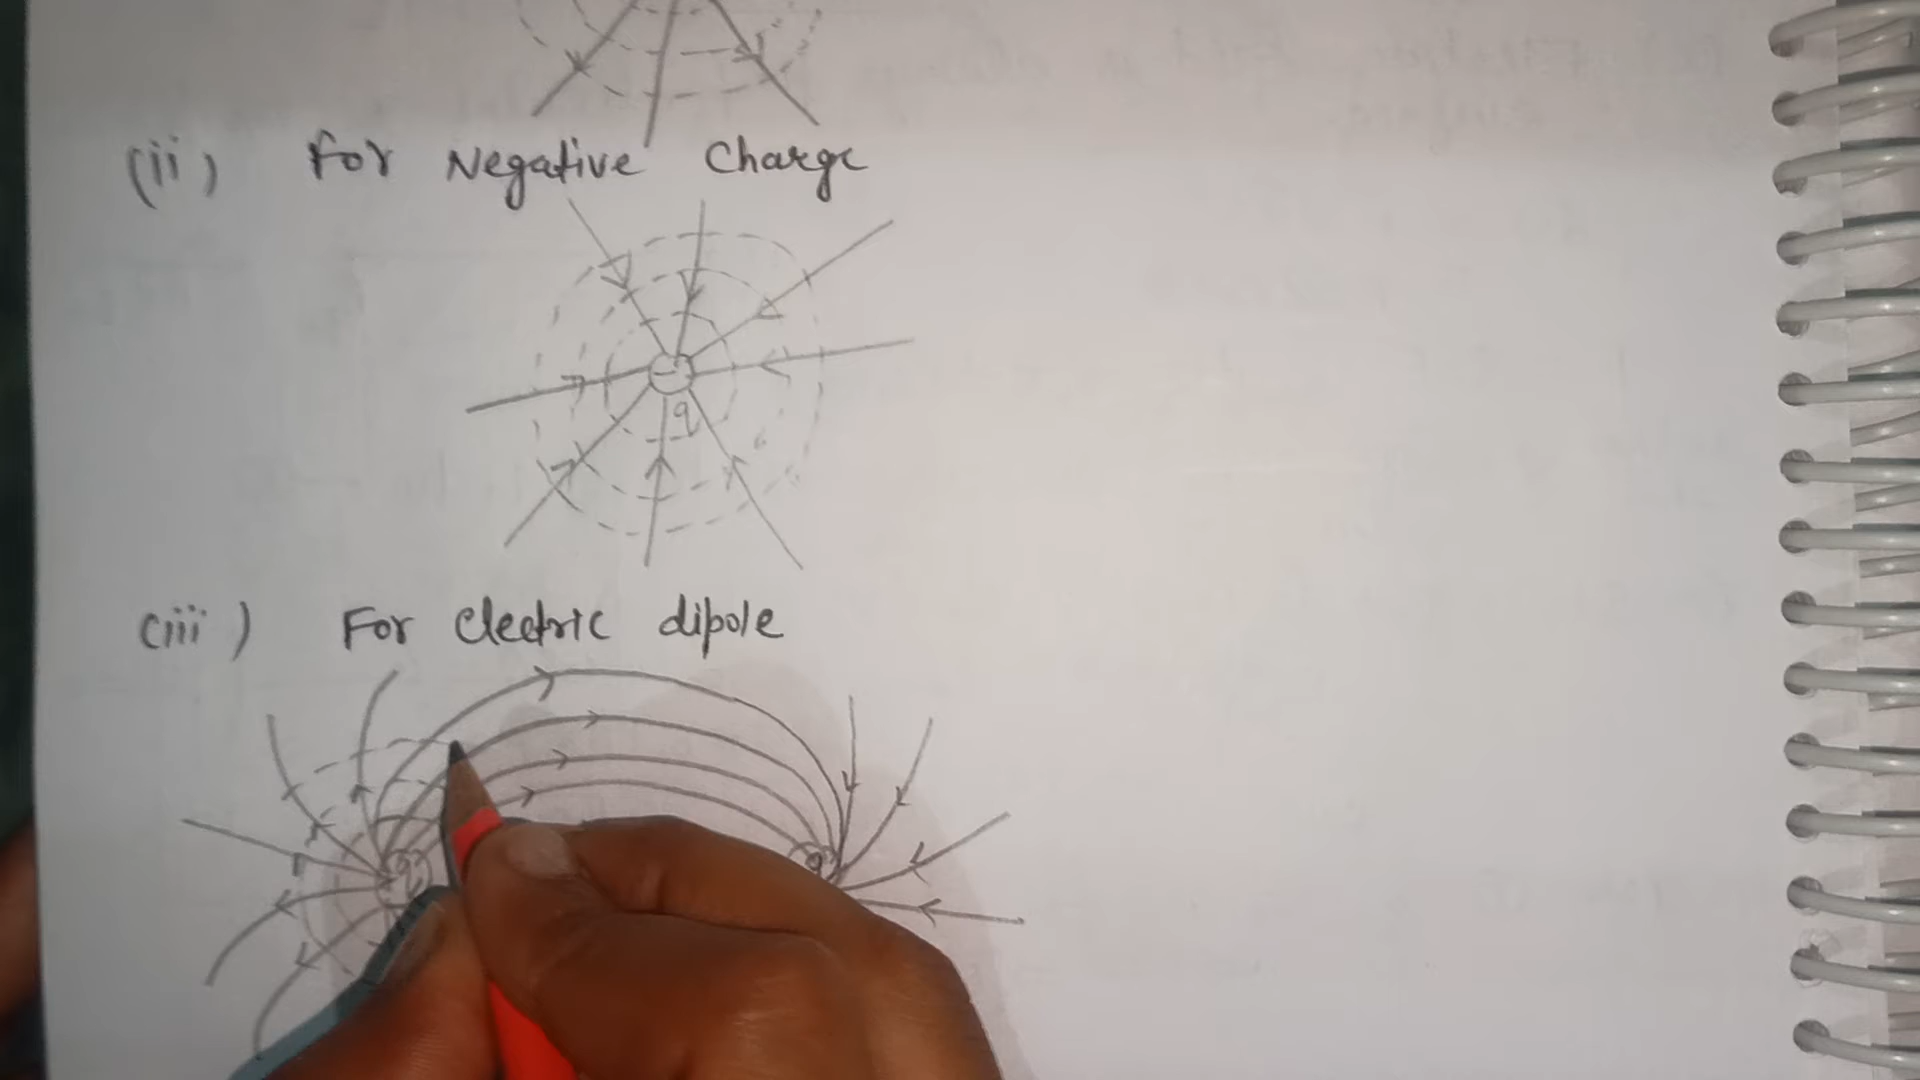 (ii) For Negative Charge
-
q
(iii) For electric dipole